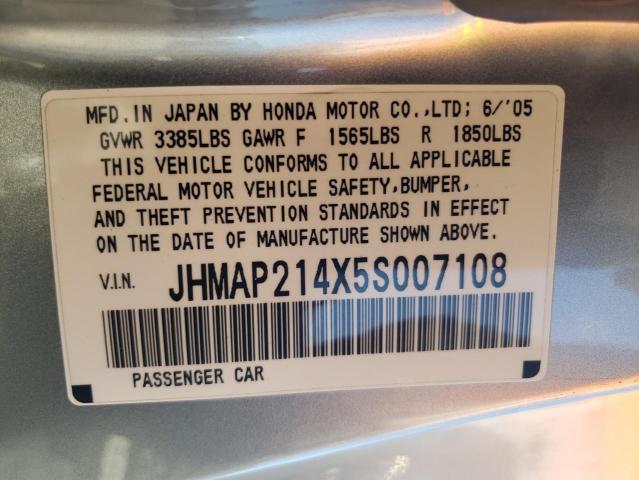 MFD. IN JAPAN BY HONDA MOTOR CO.,LTD; 6/'05
GVWR 3385LBS GAWR F 1565LBS R 1850LBS
THIS VEHICLE CONFORMS TO ALL APPLICABLE
FEDERAL MOTOR VEHICLE SAFETY,BUMPER,
AND THEFT PREVENTION STANDARDS IN EFFECT
ON THE DATE OF MANUFACTURE SHOWN ABOVE.
V.I.N. JHMAP214X5S007108
PASSENGER CAR